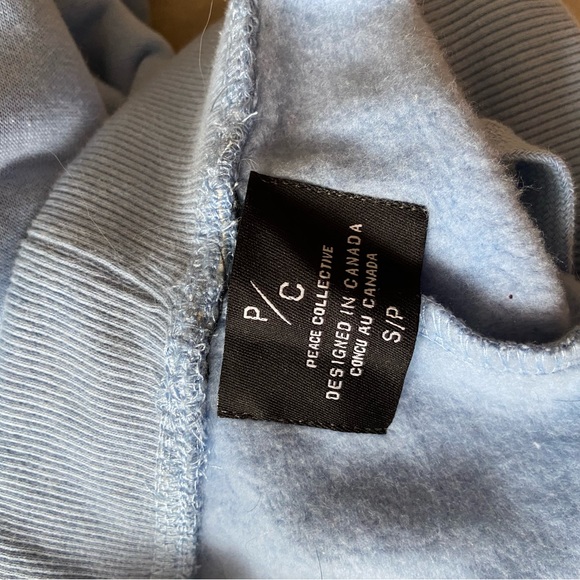 P/C
PEACE COLLECTIVE
DESIGNED IN CANADA
CONCU AU CANADA
S/P